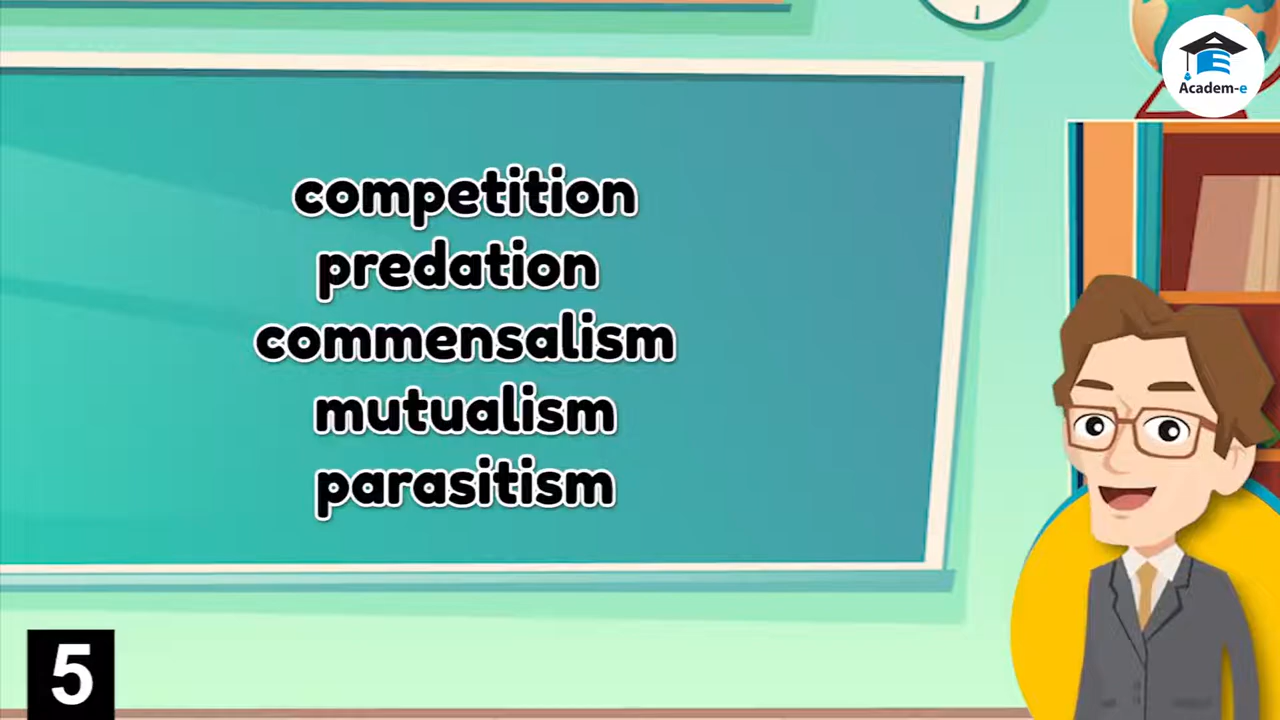 Academ-e
competition
predation
commensalism
mutualism
parasitism
5